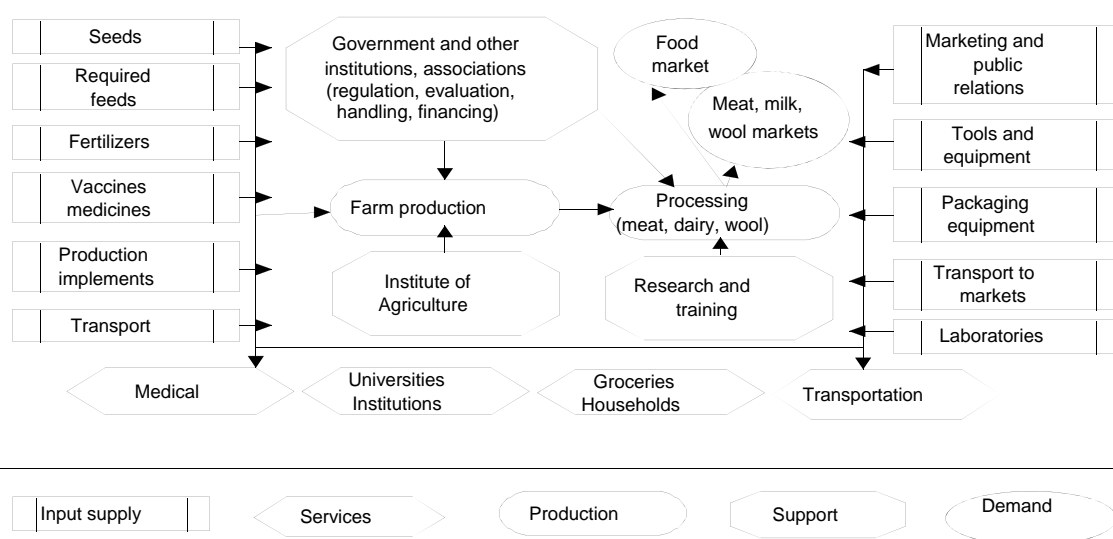 Seeds
Required
feeds
Fertilizers
Vaccines
medicines
Production
implements
Transport
Government and other
institutions, associations
(regulation, evaluation,
handling, financing)
Farm production
Institute of
Agriculture
Food
market
Meat, milk,
wool markets
Processing
(meat, dairy, wool)
Research and
training
Marketing and
public
relations
Tools and
equipment
Packaging
equipment
Transport to
markets
Laboratories
Medical
Universities
Institutions
Groceries
Households
Transportation
Input supply
Services
Production
Support
Demand